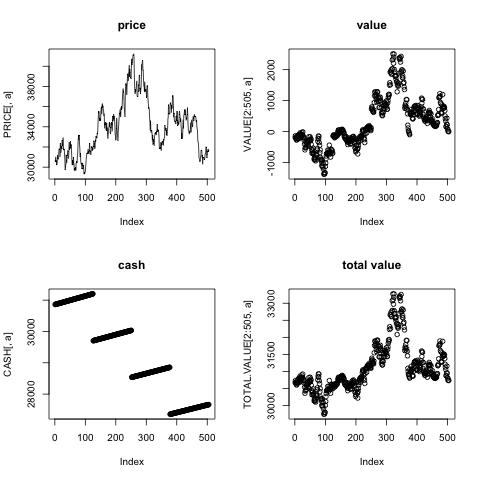 price
PRICE[, a]
30000 34000 38000
0 100 200 300 400 500
Index
value
VALUE[2:505, a]
-1000 0 1000 2000
0 100 200 300 400 500
Index
cash
CASH[, a]
28000 30000
0 100 200 300 400 500
Index
total value
TOTAL.VALUE[2:505, a]
30000 31500 33000
0 100 200 300 400 500
Index